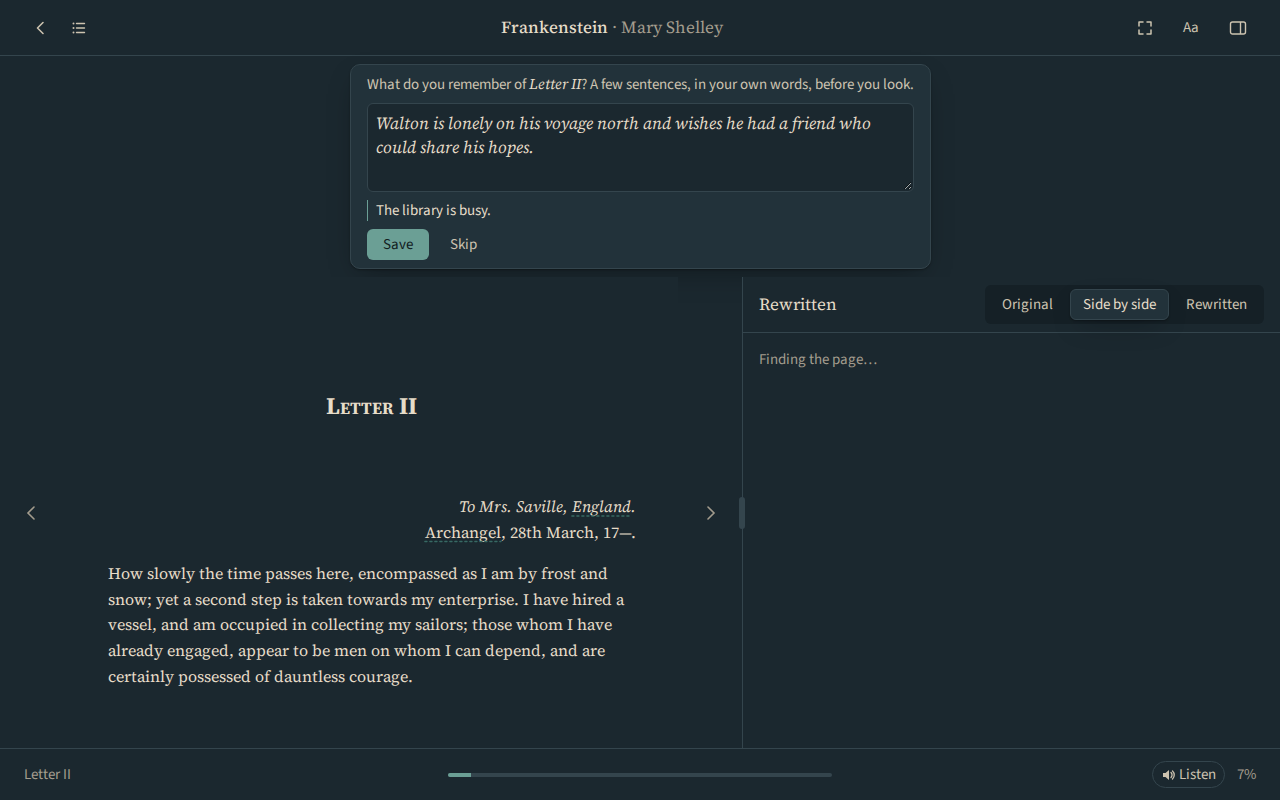 Frankenstein · Mary Shelley
Aa
What do you remember of Letter II? A few sentences, in your own words, before you look.
Walton is lonely on his voyage north and wishes he had a friend who
could share his hopes.
The library is busy.
Save
Skip
Rewritten
Original
Side by side
Rewritten
Finding the page…
Letter II
To Mrs. Saville, England.
Archangel, 28th March, 17—.
How slowly the time passes here, encompassed as I am by frost and
snow; yet a second step is taken towards my enterprise. I have hired a
vessel, and am occupied in collecting my sailors; those whom I have
already engaged, appear to be men on whom I can depend, and are
certainly possessed of dauntless courage.
Letter II
Listen
7%